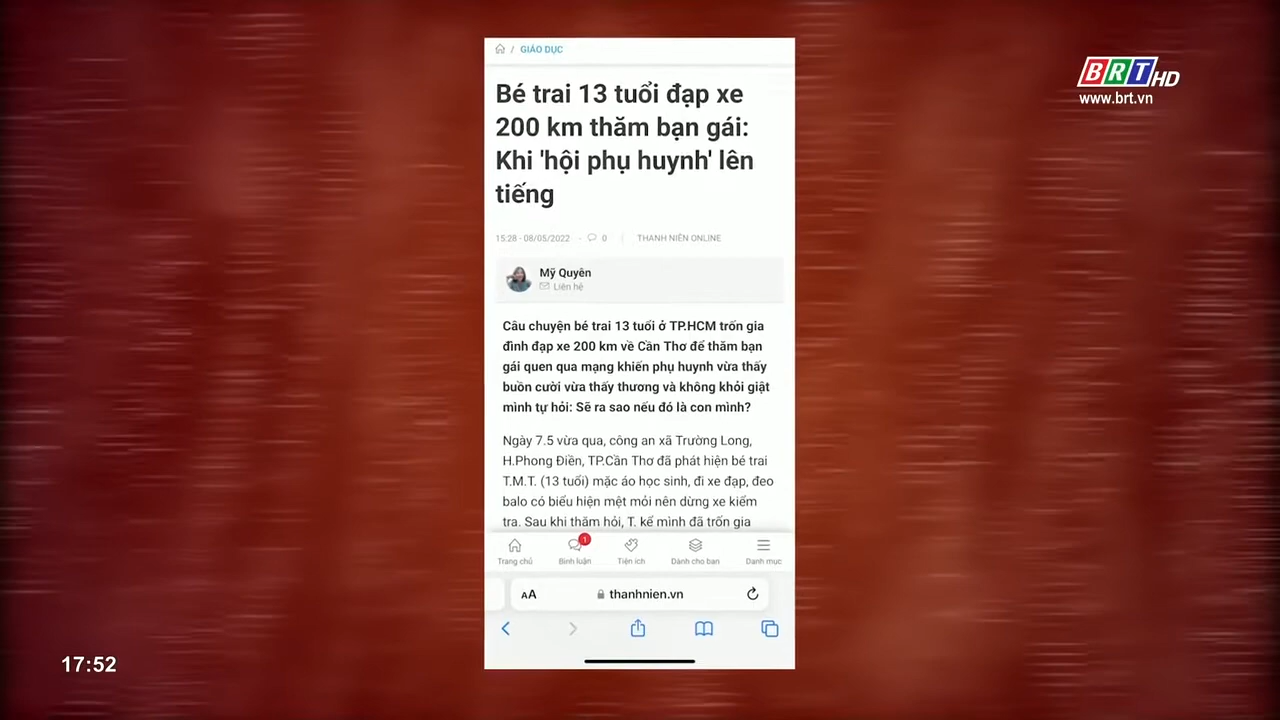 / GIÁO DỤC
BRT HD
www.brt.vn
Bé trai 13 tuổi đạp xe
200 km thăm bạn gái:
Khi 'hội phụ huynh' lên
tiếng
15:28 - 08/05/2022 - 0 THANH NIÊN ONLINE
Mỹ Quyên
Liên hệ
Câu chuyện bé trai 13 tuổi ở TP.HCM trốn gia
đình đạp xe 200 km về Cần Thơ để thăm bạn
gái quen qua mạng khiến phụ huynh vừa thấy
buồn cười vừa thấy thương và không khỏi giật
mình tự hỏi: Sẽ ra sao nếu đó là con mình?
Ngày 7.5 vừa qua, công an xã Trường Long,
H.Phong Điền, TP.Cần Thơ đã phát hiện bé trai
T.M.T. (13 tuổi) mặc áo học sinh, đi xe đạp, đeo
balo có biểu hiện mệt mỏi nên dừng xe kiểm
tra. Sau khi thăm hỏi, T. kể mình đã trốn gia
1
Trang chủ Bình luận Tiện ích Dành cho bạn Danh mục
AA thanhnien.vn
17:52